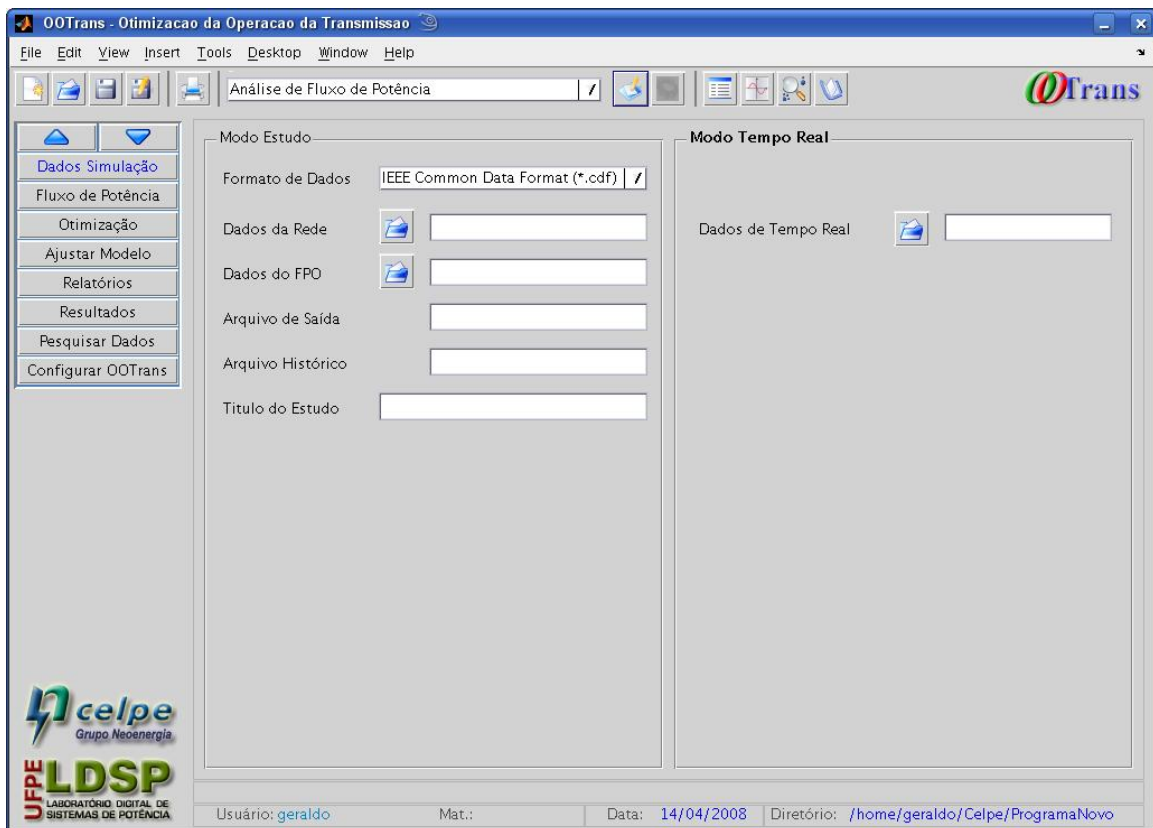 OOTrans - Otimizacao da Operacao da Transmissao
File Edit View Insert Tools Desktop Window Help
Análise de Fluxo de Potência
OOTrans
Dados Simulação
Fluxo de Potência
Otimização
Ajustar Modelo
Relatórios
Resultados
Pesquisar Dados
Configurar OOTrans
Modo Estudo
Formato de Dados IEEE Common Data Format (*.cdf)
Dados da Rede
Dados do FPO
Arquivo de Saída
Arquivo Histórico
Titulo do Estudo
Modo Tempo Real
Dados de Tempo Real
celpe
Grupo Neoenergia
UFPE LDSP
LABORATÓRIO DIGITAL DE
SISTEMAS DE POTÊNCIA
Usuário: geraldo Mat.: Data: 14/04/2008 Diretório: /home/geraldo/Celpe/ProgramaNovo